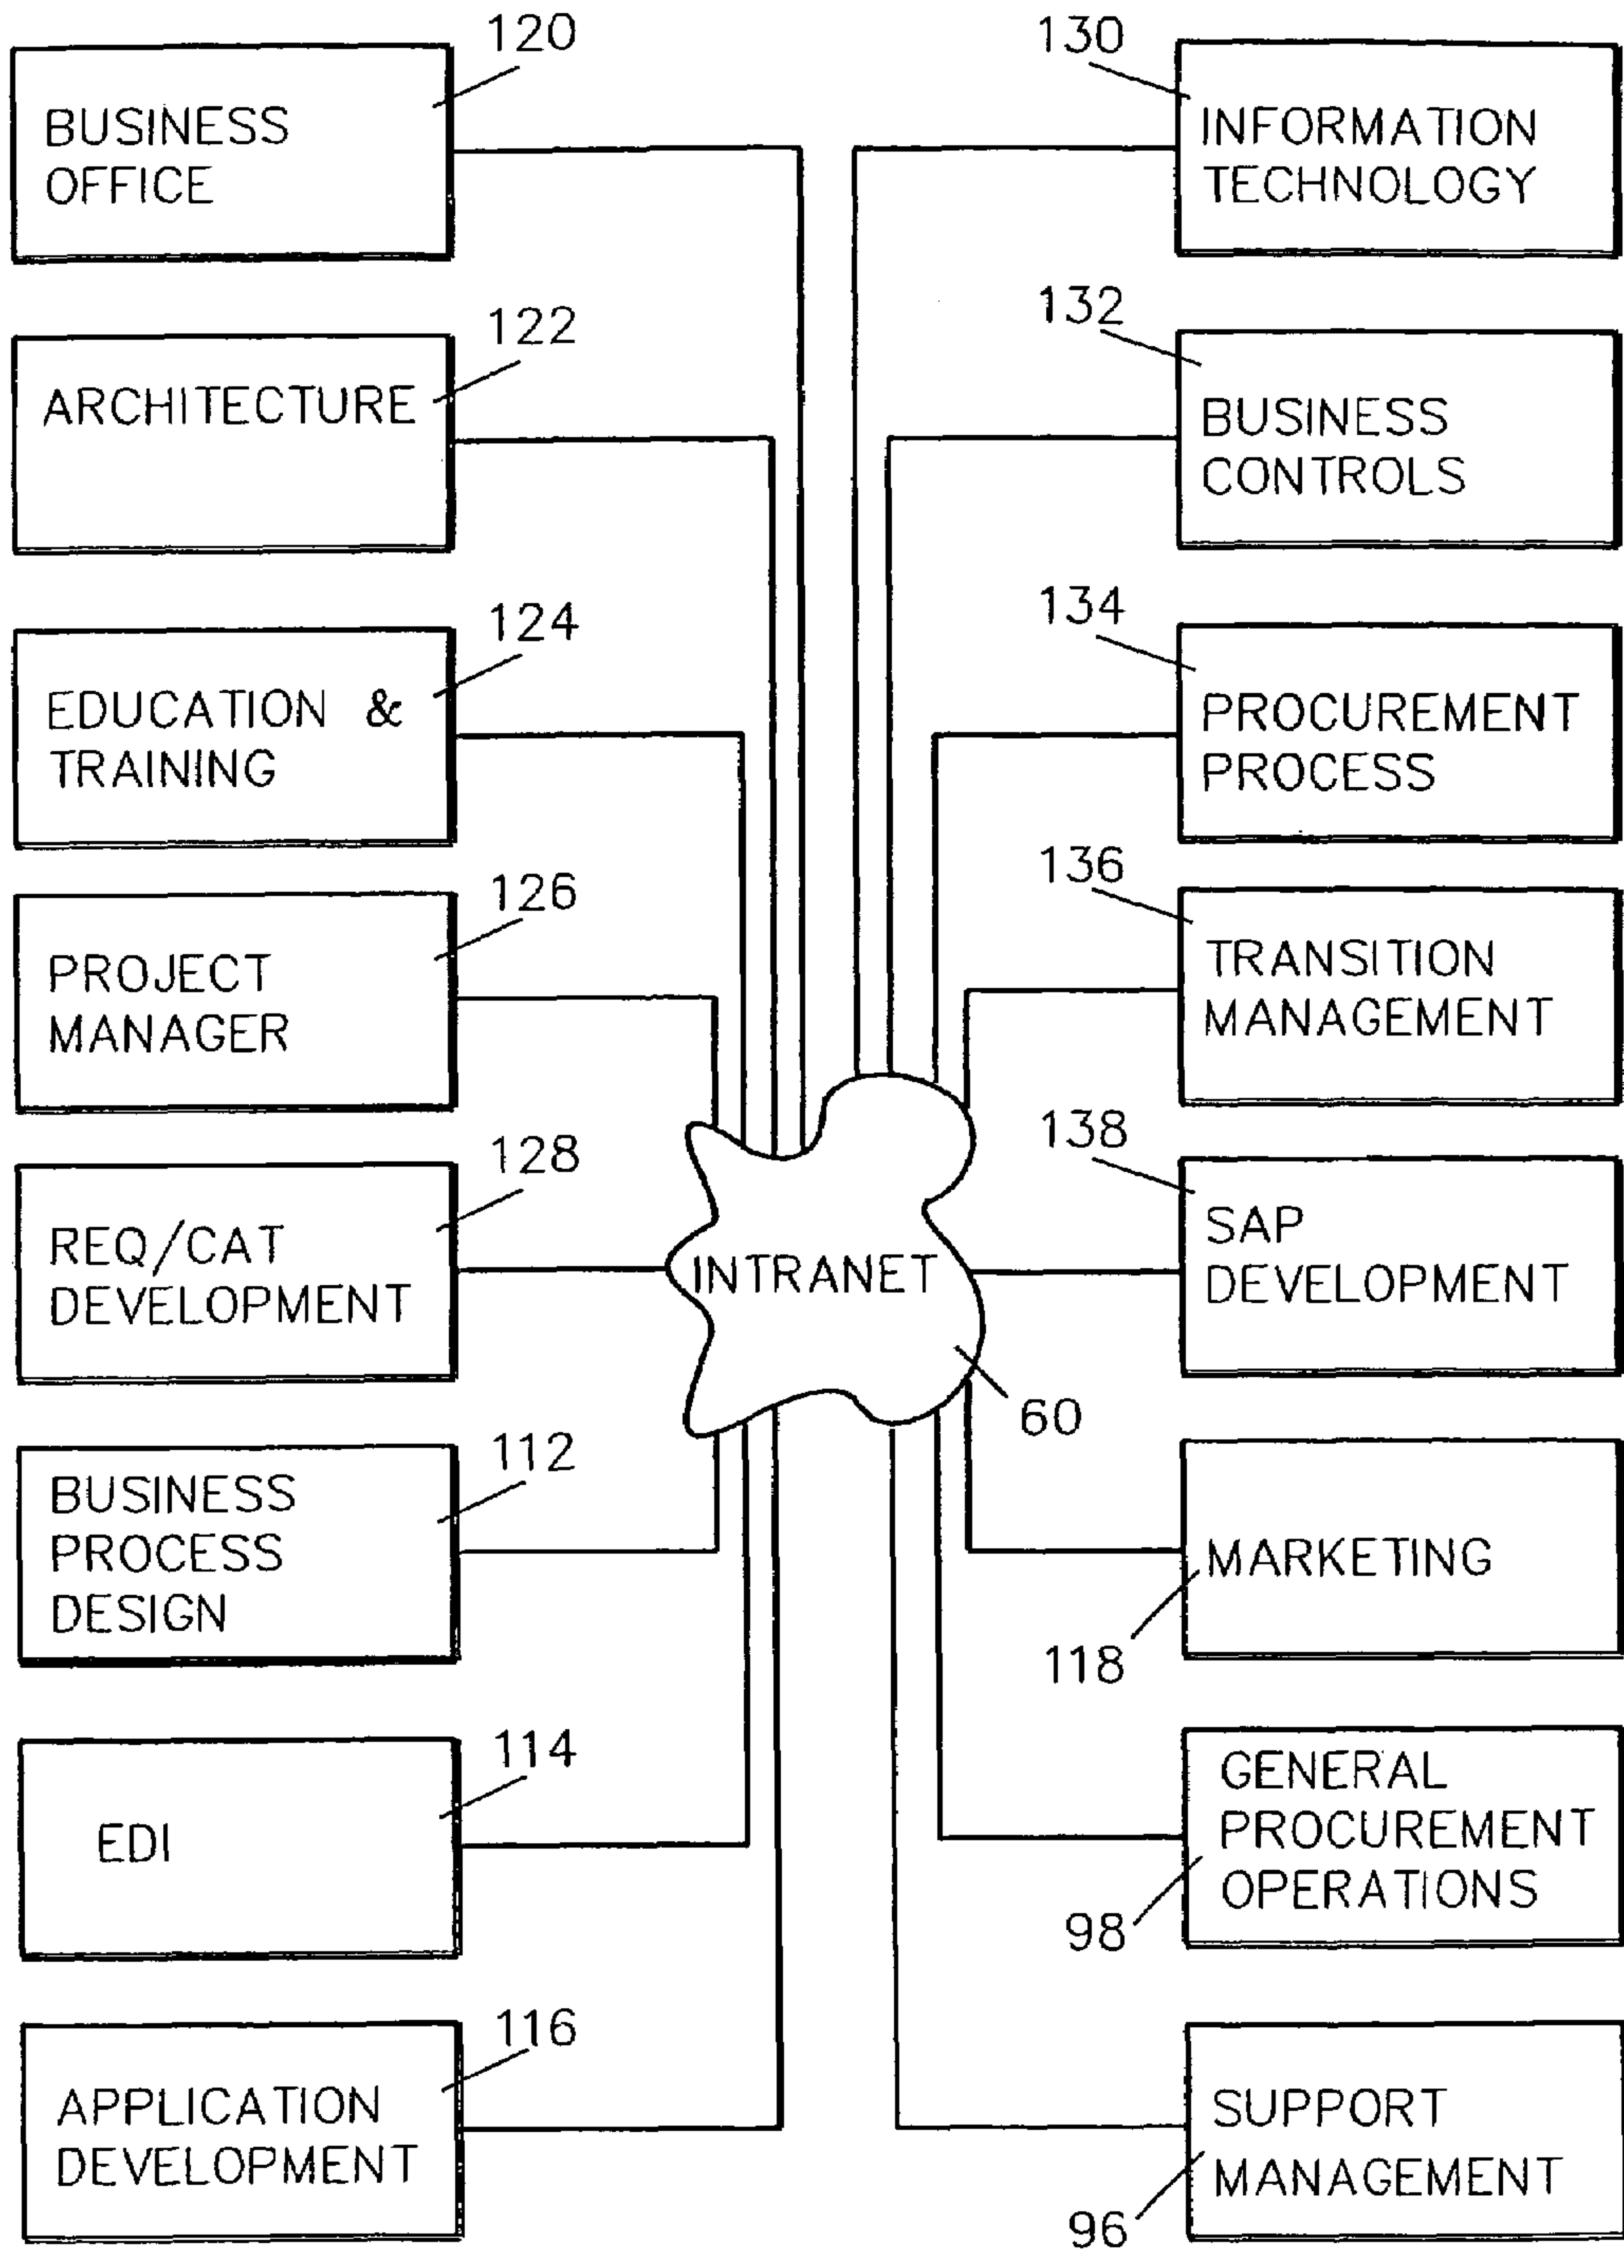 120
BUSINESS
OFFICE
122
ARCHITECTURE
124
EDUCATION &
TRAINING
126
PROJECT
MANAGER
128
REQ/CAT
DEVELOPMENT
112
BUSINESS
PROCESS
DESIGN
114
EDI
116
APPLICATION
DEVELOPMENT
INTRANET
60
130
INFORMATION
TECHNOLOGY
132
BUSINESS
CONTROLS
134
PROCUREMENT
PROCESS
136
TRANSITION
MANAGEMENT
138
SAP
DEVELOPMENT
MARKETING
118
GENERAL
PROCUREMENT
OPERATIONS
98
SUPPORT
MANAGEMENT
96